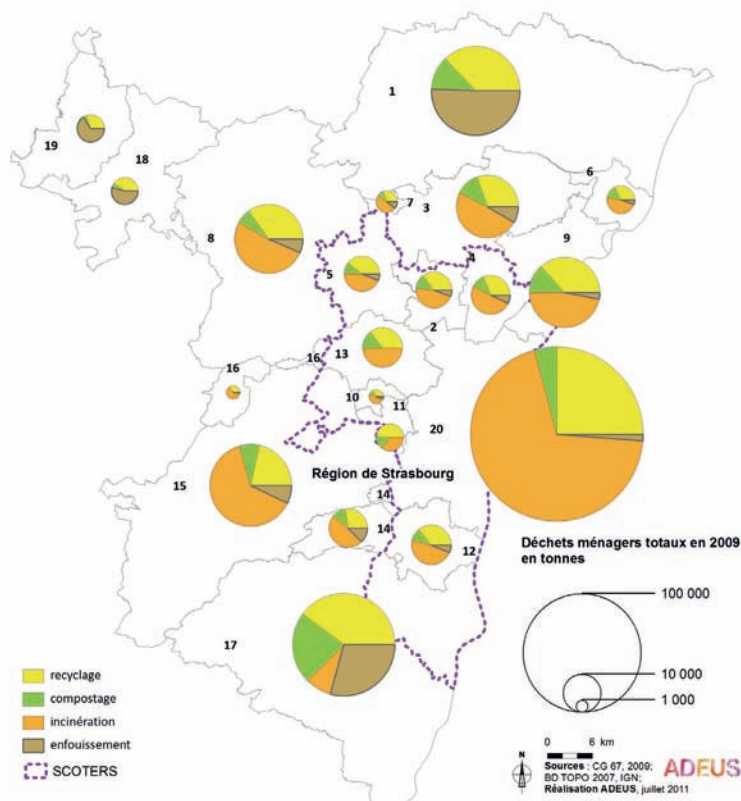 1
19
18
6
7
3
8
9
4
5
2
13
16
16
10
11
20
Région de Strasbourg
15
14
14
12
Déchets ménagers totaux en 2009
en tonnes
17
100 000
10 000
1 000
recyclage
compostage
incinération
enfouissement
SCOTERS
0 6 km
N
Sources : CG 67, 2009;
BD TOPO 2007, IGN;
Réalisation ADEUS, juillet 2011
ADEUS